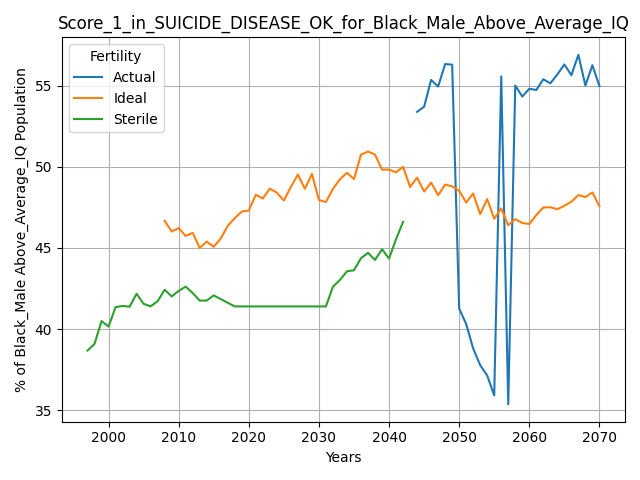 Score_1_in_SUICIDE_DISEASE_OK_for_Black_Male_Above_Average_IQ
Fertility
Actual
Ideal
Sterile
% of Black_Male Above_Average_IQ Population
55
50
45
40
35
2000
2010
2020
2030
2040
2050
2060
2070
Years